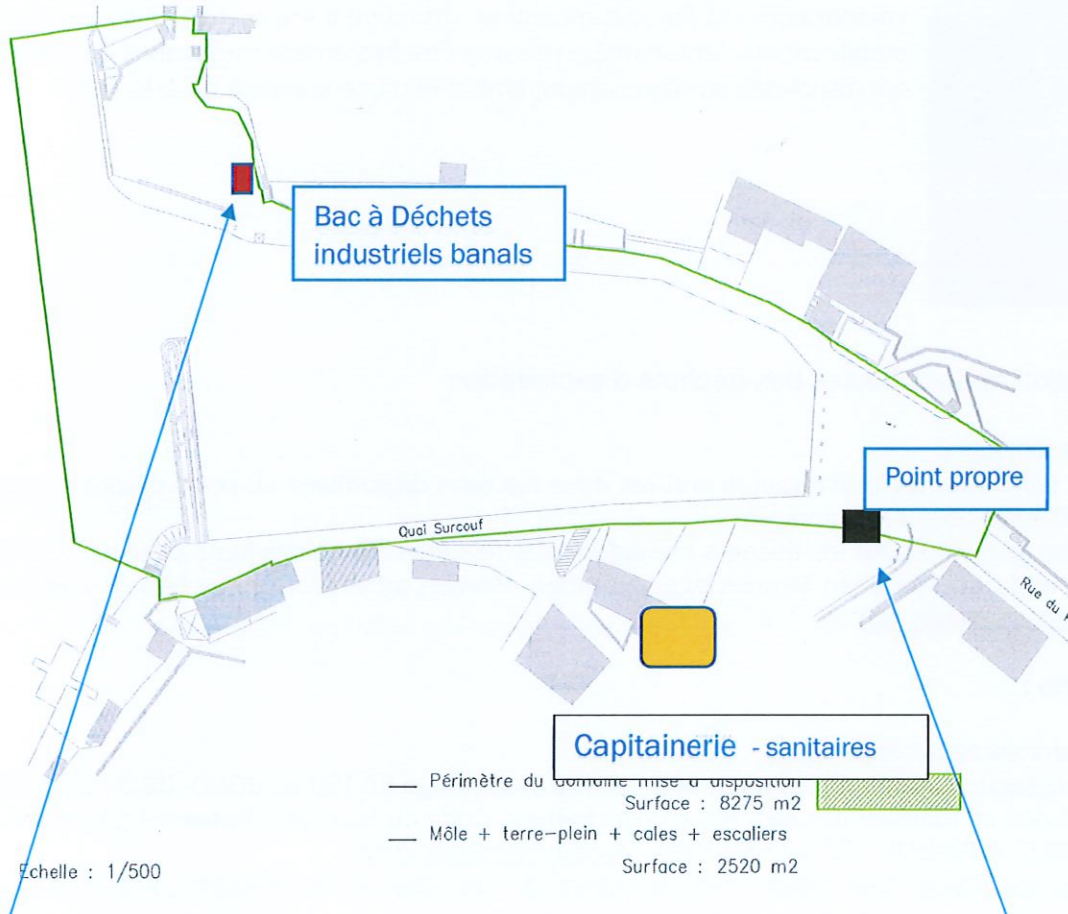 Bac à Déchets
industriels banals
Point propre
Quai Surcouf
Rue du
Capitainerie - sanitaires
Périmètre du domaine mise à disposition
Surface : 8275 m2
Môle + terre-plein + cales + escaliers
Surface : 2520 m2
Echelle : 1/500